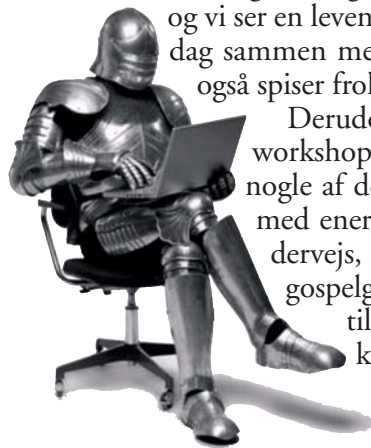 og vi ser en leven
dag sammen me
også spiser frok
Derudo
workshop
nogle af de
med ener
dervejs,
gospelg
til
k